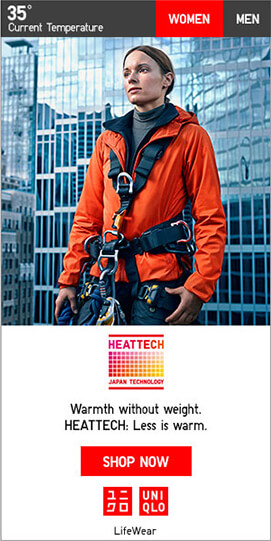 35°
Current Temperature
WOMEN
MEN
HEATTECH
JAPAN TECHNOLOGY
Warmth without weight.
HEATTECH: Less is warm.
SHOP NOW
ユニ
クロ
UNI
QLO
LifeWear